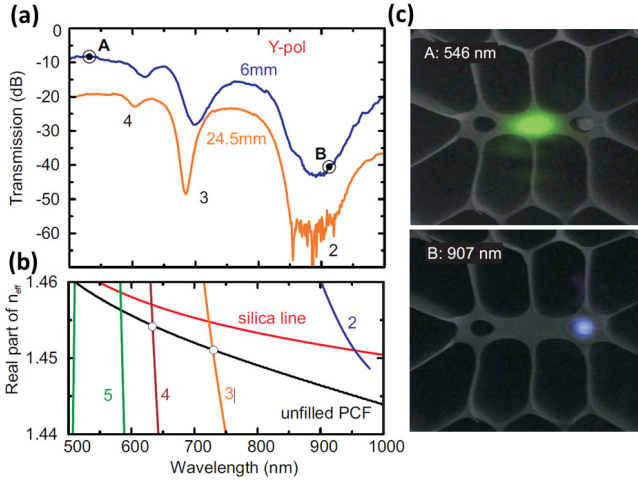 (a)
Transmission (dB)
0
-10
-20
-30
-40
-50
-60
A
Y-pol
6mm
4
24.5mm
B
3
2
(b)
Real part of neff
1.46
1.45
1.44
silica line
2
5
4
3
unfilled PCF
500 600 700 800 900 1000
Wavelength (nm)
(c)
A: 546 nm
B: 907 nm